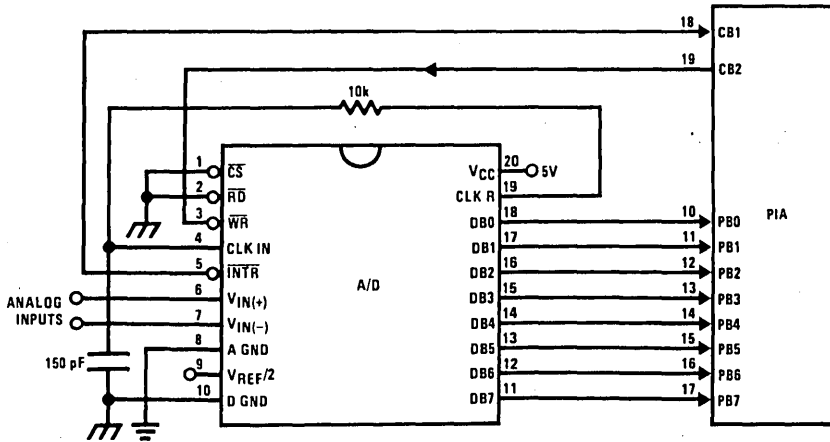 18 CB1
19 CB2
10k
1 CS
2 RD
3 WR
4 CLK IN
5 INTR
6 VIN(+)
7 VIN(−)
8 A GND
9 VREF/2
10 D GND
ANALOG
INPUTS
150 pF
A/D
VCC 20 5V
CLK R 19
DB0 18 10 PB0
DB1 17 11 PB1
DB2 16 12 PB2
DB3 15 13 PB3
DB4 14 14 PB4
DB5 13 15 PB5
DB6 12 16 PB6
DB7 11 17 PB7
PIA